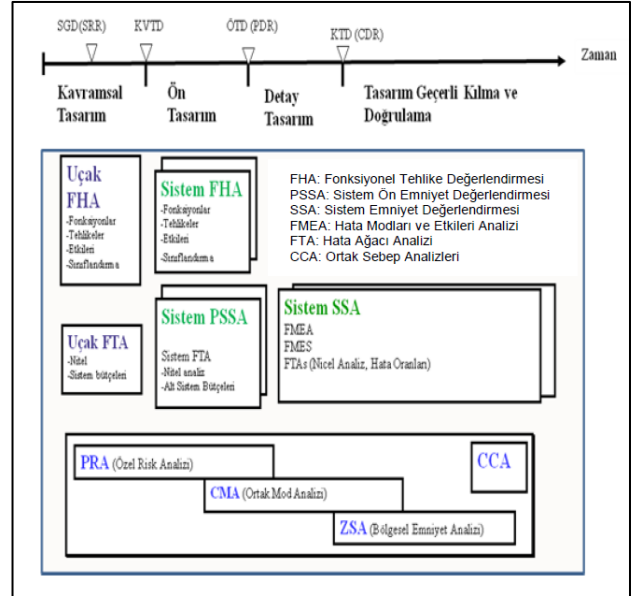 SGD(SRR) KVTD ÖTD (PDR) KTD (CDR)
Zaman
Kavramsal Tasarım
Ön Tasarım
Detay Tasarım
Tasarım Geçerli Kılma ve Doğrulama
Uçak
FHA
-Fonksiyonlar
-Tehlikeler
-Etkileri
-Sınıflandırma
Sistem FHA
-Fonksiyonlar
-Tehlikeler
-Etkileri
-Sınıflandırma
FHA: Fonksiyonel Tehlike Değerlendirmesi
PSSA: Sistem Ön Emniyet Değerlendirmesi
SSA: Sistem Emniyet Değerlendirmesi
FMEA: Hata Modları ve Etkileri Analizi
FTA: Hata Ağacı Analizi
CCA: Ortak Sebep Analizleri
Uçak FTA
-Nitel
-Sistem bütçeleri
Sistem PSSA
Sistem FTA
-Nitel analiz
-Alt Sistem Bütçeleri
Sistem SSA
FMEA
FMES
FTAs (Nicel Analiz, Hata Oranları)
PRA (Özel Risk Analizi)
CCA
CMA (Ortak Mod Analizi)
ZSA (Bölgesel Emniyet Analizi)